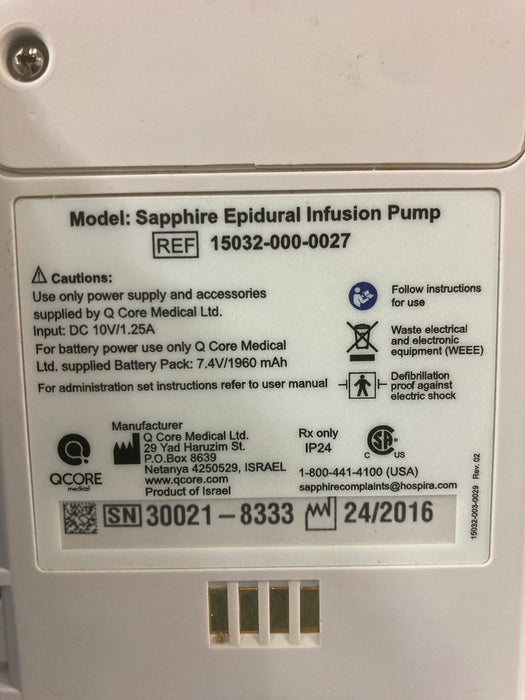 Model: Sapphire Epidural Infusion Pump
REF 15032-000-0027
Cautions:
Use only power supply and accessories
supplied by Q Core Medical Ltd.
Input: DC 10V/1.25A
For battery power use only Q Core Medical
Ltd. supplied Battery Pack: 7.4V/1960 mAh
For administration set instructions refer to user manual
Follow instructions
for use
Waste electrical
and electronic
equipment (WEEE)
Defibrillation
proof against
electric shock
QCORE
medical
Manufacturer
Q Core Medical Ltd.
29 Yad Haruzim St.
P.O.Box 8639
Netanya 4250529, ISRAEL
www.qcore.com
Product of Israel
Rx only
IP24
C SA US
1-800-441-4100 (USA)
sapphirecomplaints@hospira.com
SN 30021-8333 24/2016
15032-003-0029 Rev. 02